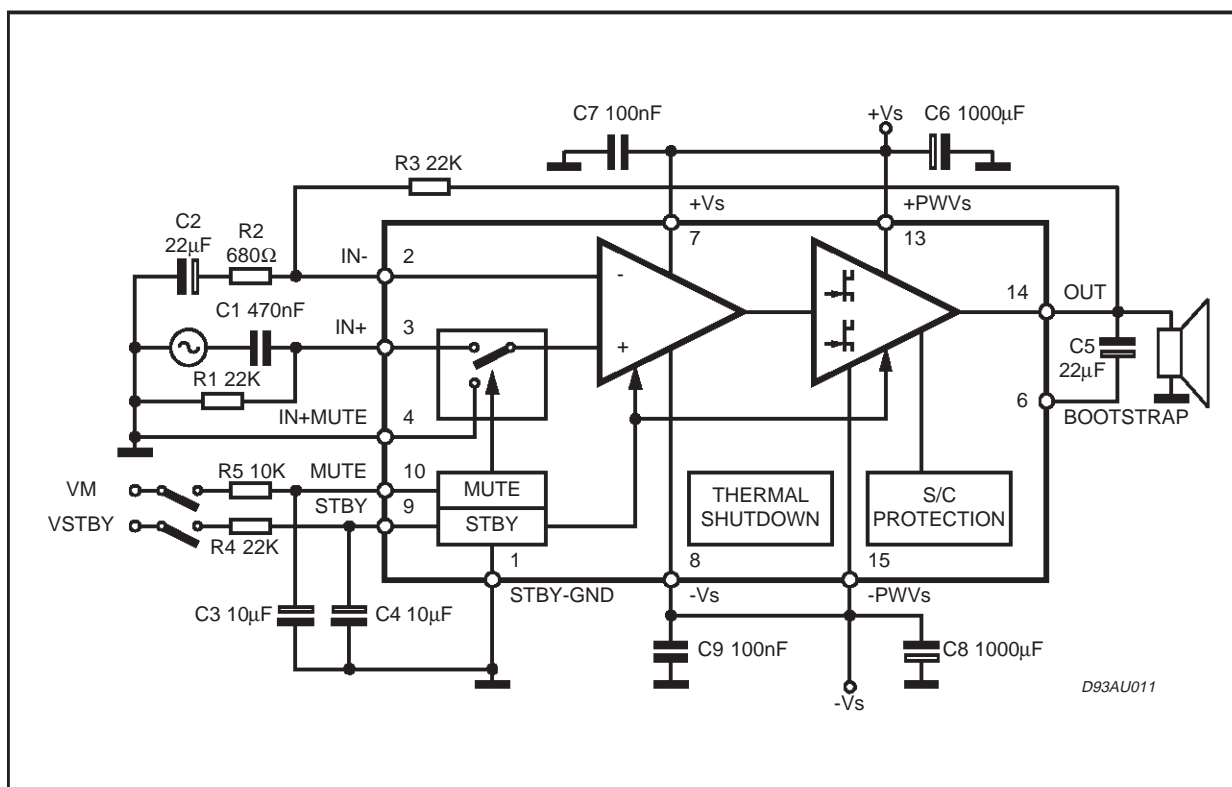 C7 100nF
+Vs
C6 1000μF
R3 22K
+Vs
+PWVs
C2
22μF
R2
680Ω
IN-
2
7
13
-
C1 470nF
IN+
3
14
OUT
+
R1 22K
C5
22μF
IN+MUTE
4
6
BOOTSTRAP
VM
R5 10K
MUTE
10
MUTE
THERMAL
SHUTDOWN
S/C
PROTECTION
VSTBY
R4 22K
STBY
9
STBY
1
8
15
STBY-GND
-Vs
-PWVs
C3 10μF
C4 10μF
C9 100nF
C8 1000μF
-Vs
D93AU011